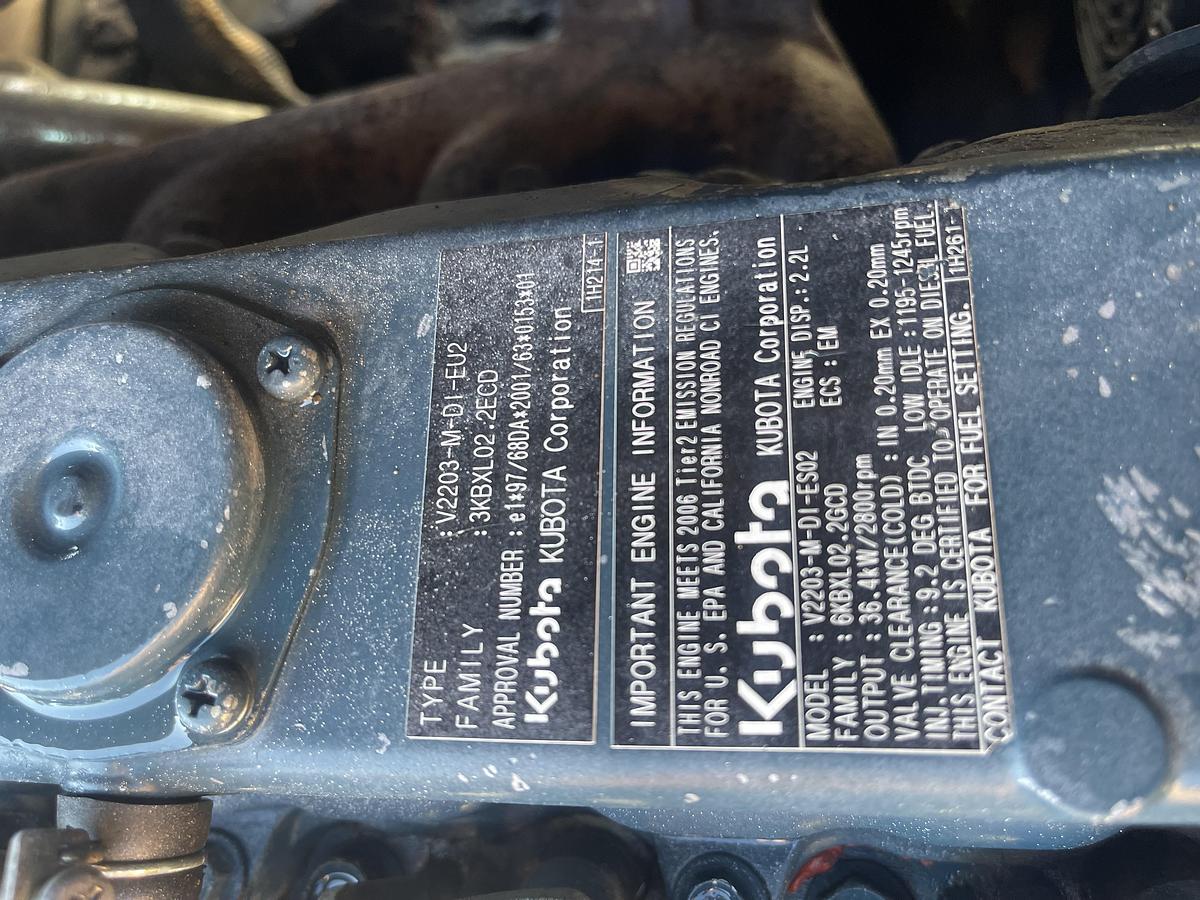 TYPE : V2203-M-DI-EU2
FAMILY : 3KBXL02.2ECD
APPROVAL NUMBER : e1*97/68DA*2001/63*0153*01
Kubota KUBOTA Corporation
1H214-1
IMPORTANT ENGINE INFORMATION
THIS ENGINE MEETS 2006 Tier2 EMISSION REGULATIONS
FOR U. S. EPA AND CALIFORNIA NONROAD CI ENGINES.
Kubota KUBOTA Corporation
MODEL : V2203-M-DI-ES02 ENGINE DISP.: 2.2L
FAMILY : 6KBXL02.2GCD ECS : EM
OUTPUT : 36.4kW/2800rpm
VALVE CLEARANCE(COLD) : IN 0.20mm EX 0.20mm
INJ. TIMING : 9.2 DEG BTDC LOW IDLE : 1195-1245rpm
THIS ENGINE IS CERTIFIED TO OPERATE ON DIESEL FUEL.
CONTACT KUBOTA FOR FUEL SETTING. 1H261-1